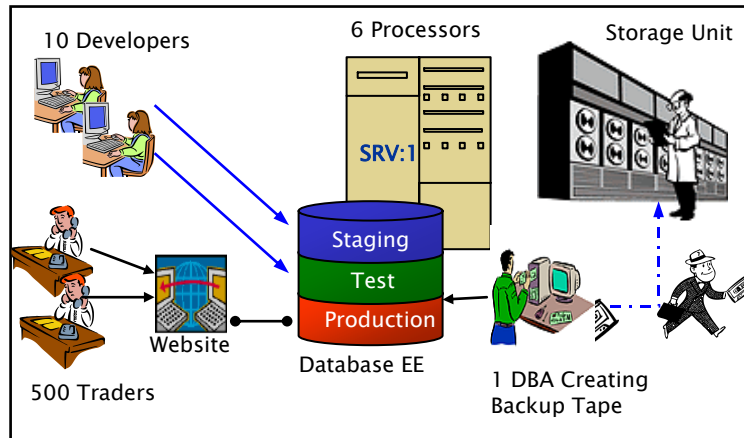 10 Developers
6 Processors
Storage Unit
SRV:1
Staging
Test
Production
Website
Database EE
500 Traders
1 DBA Creating
Backup Tape